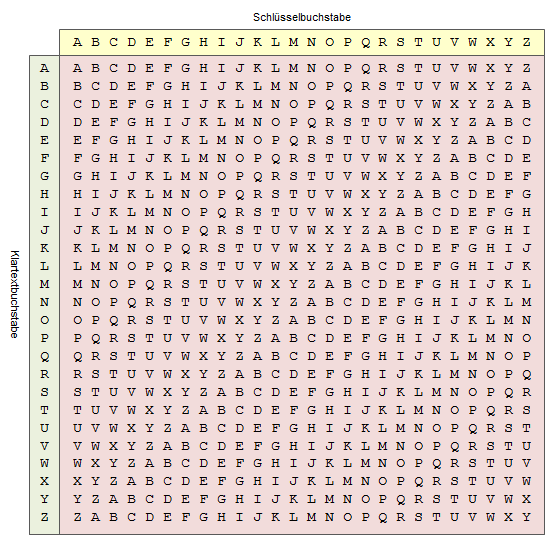 Schlüsselbuchstabe
A B C D E F G H I J K L M N O P Q R S T U V W X Y Z
A A B C D E F G H I J K L M N O P Q R S T U V W X Y Z
B B C D E F G H I J K L M N O P Q R S T U V W X Y Z A
C C D E F G H I J K L M N O P Q R S T U V W X Y Z A B
D D E F G H I J K L M N O P Q R S T U V W X Y Z A B C
E E F G H I J K L M N O P Q R S T U V W X Y Z A B C D
F F G H I J K L M N O P Q R S T U V W X Y Z A B C D E
G G H I J K L M N O P Q R S T U V W X Y Z A B C D E F
H H I J K L M N O P Q R S T U V W X Y Z A B C D E F G
I I J K L M N O P Q R S T U V W X Y Z A B C D E F G H
J J K L M N O P Q R S T U V W X Y Z A B C D E F G H I
K K L M N O P Q R S T U V W X Y Z A B C D E F G H I J
L L M N O P Q R S T U V W X Y Z A B C D E F G H I J K
M M N O P Q R S T U V W X Y Z A B C D E F G H I J K L
N N O P Q R S T U V W X Y Z A B C D E F G H I J K L M
O O P Q R S T U V W X Y Z A B C D E F G H I J K L M N
P P Q R S T U V W X Y Z A B C D E F G H I J K L M N O
Q Q R S T U V W X Y Z A B C D E F G H I J K L M N O P
R R S T U V W X Y Z A B C D E F G H I J K L M N O P Q
S S T U V W X Y Z A B C D E F G H I J K L M N O P Q R
T T U V W X Y Z A B C D E F G H I J K L M N O P Q R S
U U V W X Y Z A B C D E F G H I J K L M N O P Q R S T
V V W X Y Z A B C D E F G H I J K L M N O P Q R S T U
W W X Y Z A B C D E F G H I J K L M N O P Q R S T U V
X X Y Z A B C D E F G H I J K L M N O P Q R S T U V W
Y Y Z A B C D E F G H I J K L M N O P Q R S T U V W X
Z Z A B C D E F G H I J K L M N O P Q R S T U V W X Y
Klartextbuchstabe